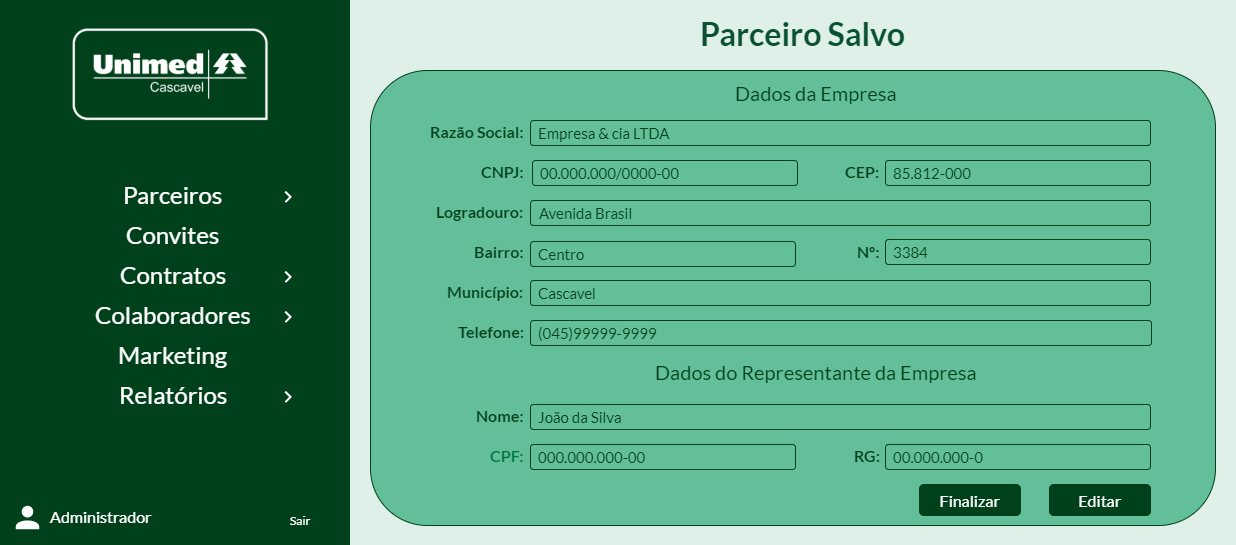 Unimed
Cascavel
Parceiros
Convites
Contratos
Colaboradores
Marketing
Relatórios
Administrador
Sair
Parceiro Salvo
Dados da Empresa
Razão Social: Empresa & cia LTDA
CNPJ: 00.000.000/0000-00 CEP: 85.812-000
Logradouro: Avenida Brasil
Bairro: Centro Nº: 3384
Município: Cascavel
Telefone: (045)99999-9999
Dados do Representante da Empresa
Nome: João da Silva
CPF: 000.000.000-00 RG: 00.000.000-0
Finalizar Editar